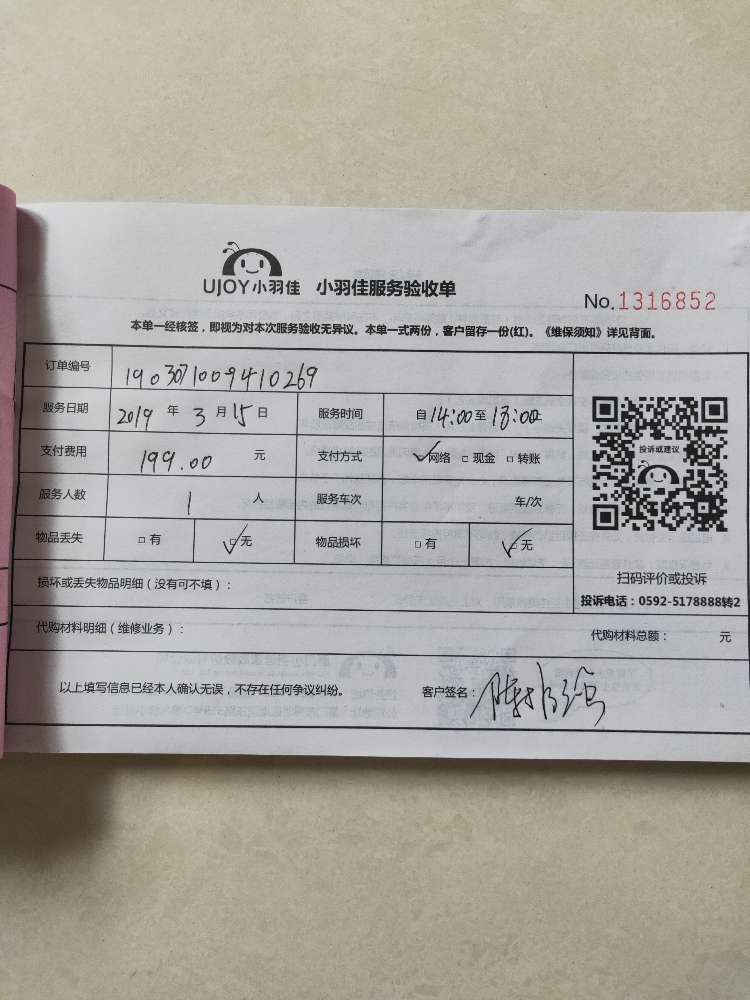 UJOY小羽佳 小羽佳服务验收单
No.1316852
本单一经核签，即视为对本次服务验收无异议。本单一式两份，客户留存一份(红)。《维保须知》详见背面。
订单编号 1903071009410269
服务日期 2019 年 3 月 15 日 服务时间 自 14:00 至 18:00
支付费用 199.00 元 支付方式 ✓网络 □ 现金 □ 转账
服务人数 1 人 服务车次 车/次
物品丢失 □ 有 ✓无 物品损坏 □ 有 ✓无
投诉或建议
扫码评价或投诉
投诉电话：0592-5178888转2
损坏或丢失物品明细（没有可不填）：
代购材料明细（维修业务）： 代购材料总额： 元
以上填写信息已经本人确认无误，不存在任何争议纠纷。 客户签名：